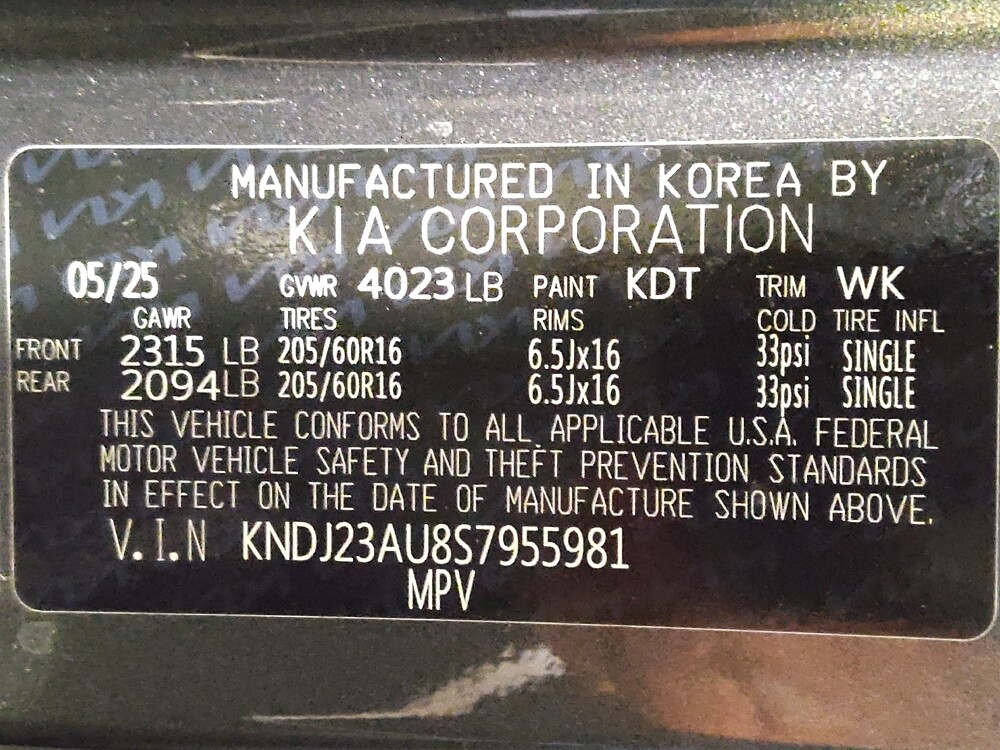 MANUFACTURED IN KOREA BY
KIA CORPORATION
05/25 GVWR 4023 LB PAINT KDT TRIM WK
GAWR TIRES RIMS COLD TIRE INFL
FRONT 2315 LB 205/60R16 6.5Jx16 33psi SINGLE
REAR 2094 LB 205/60R16 6.5Jx16 33psi SINGLE
THIS VEHICLE CONFORMS TO ALL APPLICABLE U.S.A. FEDERAL
MOTOR VEHICLE SAFETY AND THEFT PREVENTION STANDARDS
IN EFFECT ON THE DATE OF MANUFACTURE SHOWN ABOVE.
V.I.N KNDJ23AU8S7955981
MPV